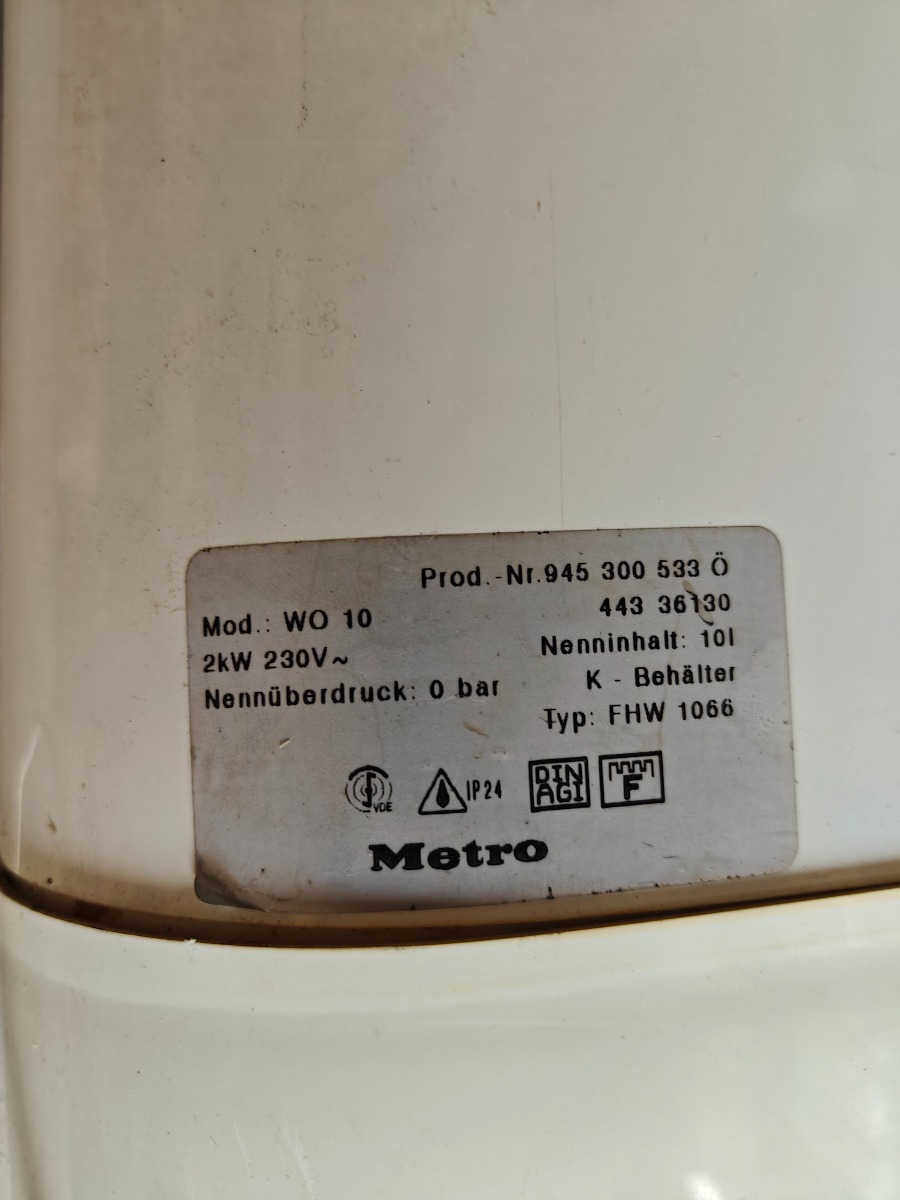 Prod.-Nr.945 300 533 Ö
443 36130
Mod.: WO 10
2kW 230V~
Nennüberdruck: 0 bar
Nenninhalt: 10l
K - Behälter
Typ: FHW 1066
VDE
IP24
DIN
AGI
F
Metro